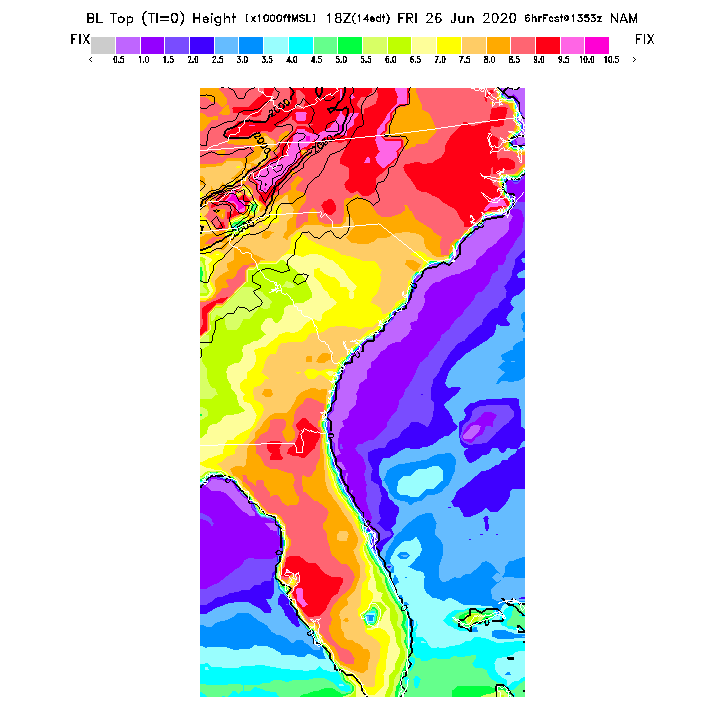 BL Top (TI=0) Height [x1000ftMSL] 18Z(14edt) FRI 26 Jun 2020 6hrFcst@1353z NAM
FIX FIX
< 0.5 1.0 1.5 2.0 2.5 3.0 3.5 4.0 4.5 5.0 5.5 6.0 6.5 7.0 7.5 8.0 8.5 9.0 9.5 10.0 10.5 >